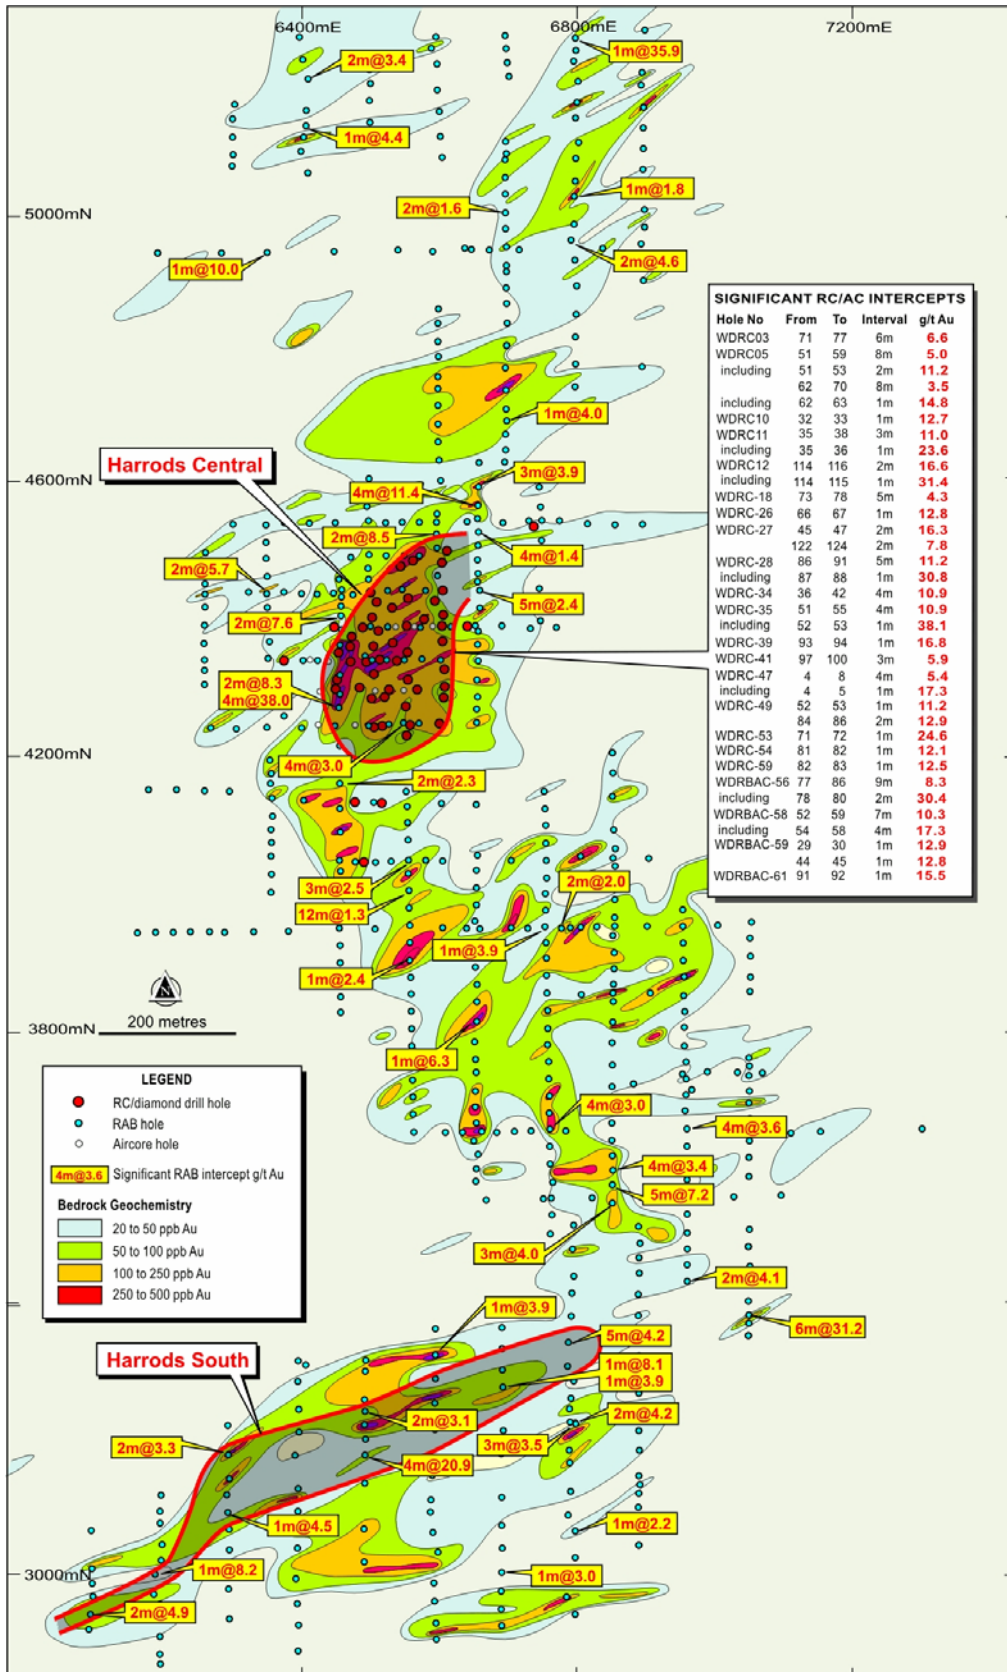 6400mE
6800mE
7200mE
2m@3.4
1m@35.9
1m@4.4
1m@1.8
2m@1.6
5000mN
2m@4.6
1m@10.0
SIGNIFICANT RC/AC INTERCEPTS
Hole No From To Interval g/t Au
WDRC03 71 77 6m 6.6
WDRC05 51 59 8m 5.0
including 51 53 2m 11.2
62 70 8m 3.5
including 62 63 1m 14.8
WDRC10 32 33 1m 12.7
WDRC11 35 38 3m 11.0
including 35 36 1m 23.6
WDRC12 114 116 2m 16.6
including 114 115 1m 31.4
WDRC-18 73 78 5m 4.3
WDRC-26 66 67 1m 12.8
WDRC-27 45 47 2m 16.3
122 124 2m 7.8
WDRC-28 86 91 5m 11.2
including 87 88 1m 30.8
WDRC-34 36 42 4m 10.9
WDRC-35 51 55 4m 10.9
including 52 53 1m 38.1
WDRC-39 93 94 1m 16.8
WDRC-41 97 100 3m 5.9
WDRC-47 4 8 4m 5.4
including 4 5 1m 17.3
WDRC-49 52 53 1m 11.2
84 86 2m 12.9
WDRC-53 71 72 1m 24.6
WDRC-54 81 82 1m 12.1
WDRC-59 82 83 1m 12.5
WDRBAC-56 77 86 9m 8.3
including 78 80 2m 30.4
WDRBAC-58 52 59 7m 10.3
including 54 58 4m 17.3
WDRBAC-59 29 30 1m 12.9
44 45 1m 12.8
WDRBAC-61 91 92 1m 15.5
1m@4.0
Harrods Central
3m@3.9
4600mN
4m@11.4
2m@8.5
4m@1.4
2m@5.7
5m@2.4
2m@7.6
2m@8.3
4m@38.0
4200mN
4m@3.0
2m@2.3
3m@2.5
2m@2.0
12m@1.3
1m@3.9
1m@2.4
N
200 metres
3800mN
1m@6.3
LEGEND
RC/diamond drill hole
RAB hole
Aircore hole
4m@3.6 Significant RAB intercept g/t Au
Bedrock Geochemistry
20 to 50 ppb Au
50 to 100 ppb Au
100 to 250 ppb Au
250 to 500 ppb Au
4m@3.0
4m@3.6
4m@3.4
5m@7.2
3m@4.0
2m@4.1
1m@3.9
6m@31.2
5m@4.2
Harrods South
1m@8.1
1m@3.9
2m@4.2
2m@3.1
2m@3.3
3m@3.5
4m@20.9
1m@4.5
1m@2.2
3000mN
1m@8.2
1m@3.0
2m@4.9